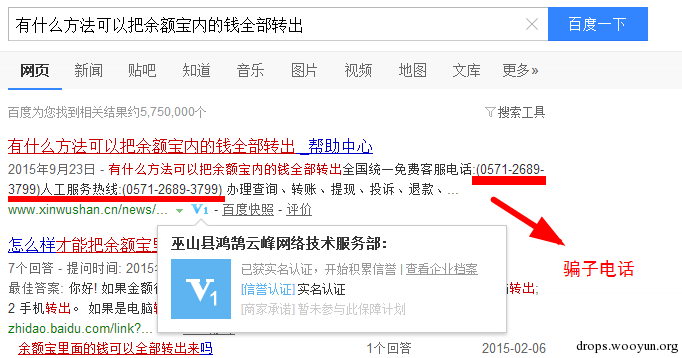 有什么方法可以把余额宝内的钱全部转出
百度一下
网页 新闻 贴吧 知道 音乐 图片 视频 地图 文库 更多»
百度为您找到相关结果约5,750,000个 搜索工具
有什么方法可以把余额宝内的钱全部转出_帮助中心
2015年9月23日 - 有什么方法可以把余额宝内的钱全部转出全国统一免费客服电话:(0571-2689-
3799)人工服务热线:(0571-2689-3799) 办理查询、转账、提现、投诉、退款、...
www.xinwushan.cn/news/... V1 - 百度快照 - 评价
怎么样才能把余额宝里
巫山县鸿鹄云峰网络技术服务部:
7个回答 - 提问时间: 2015
已获实名认证，开始积累信誉 | 查看企业档案
V1
最佳答案: 你好! 如果金额
[信誉认证] 实名认证
转出;
2 手机转出。 如果是电脑
[商家承诺] 暂未参与此保障计划
zhidao.baidu.com/link?...
骗子电话
余额宝里面的钱可以全部转出来吗 1个回答 2015-02-06
drops.wooyun.org